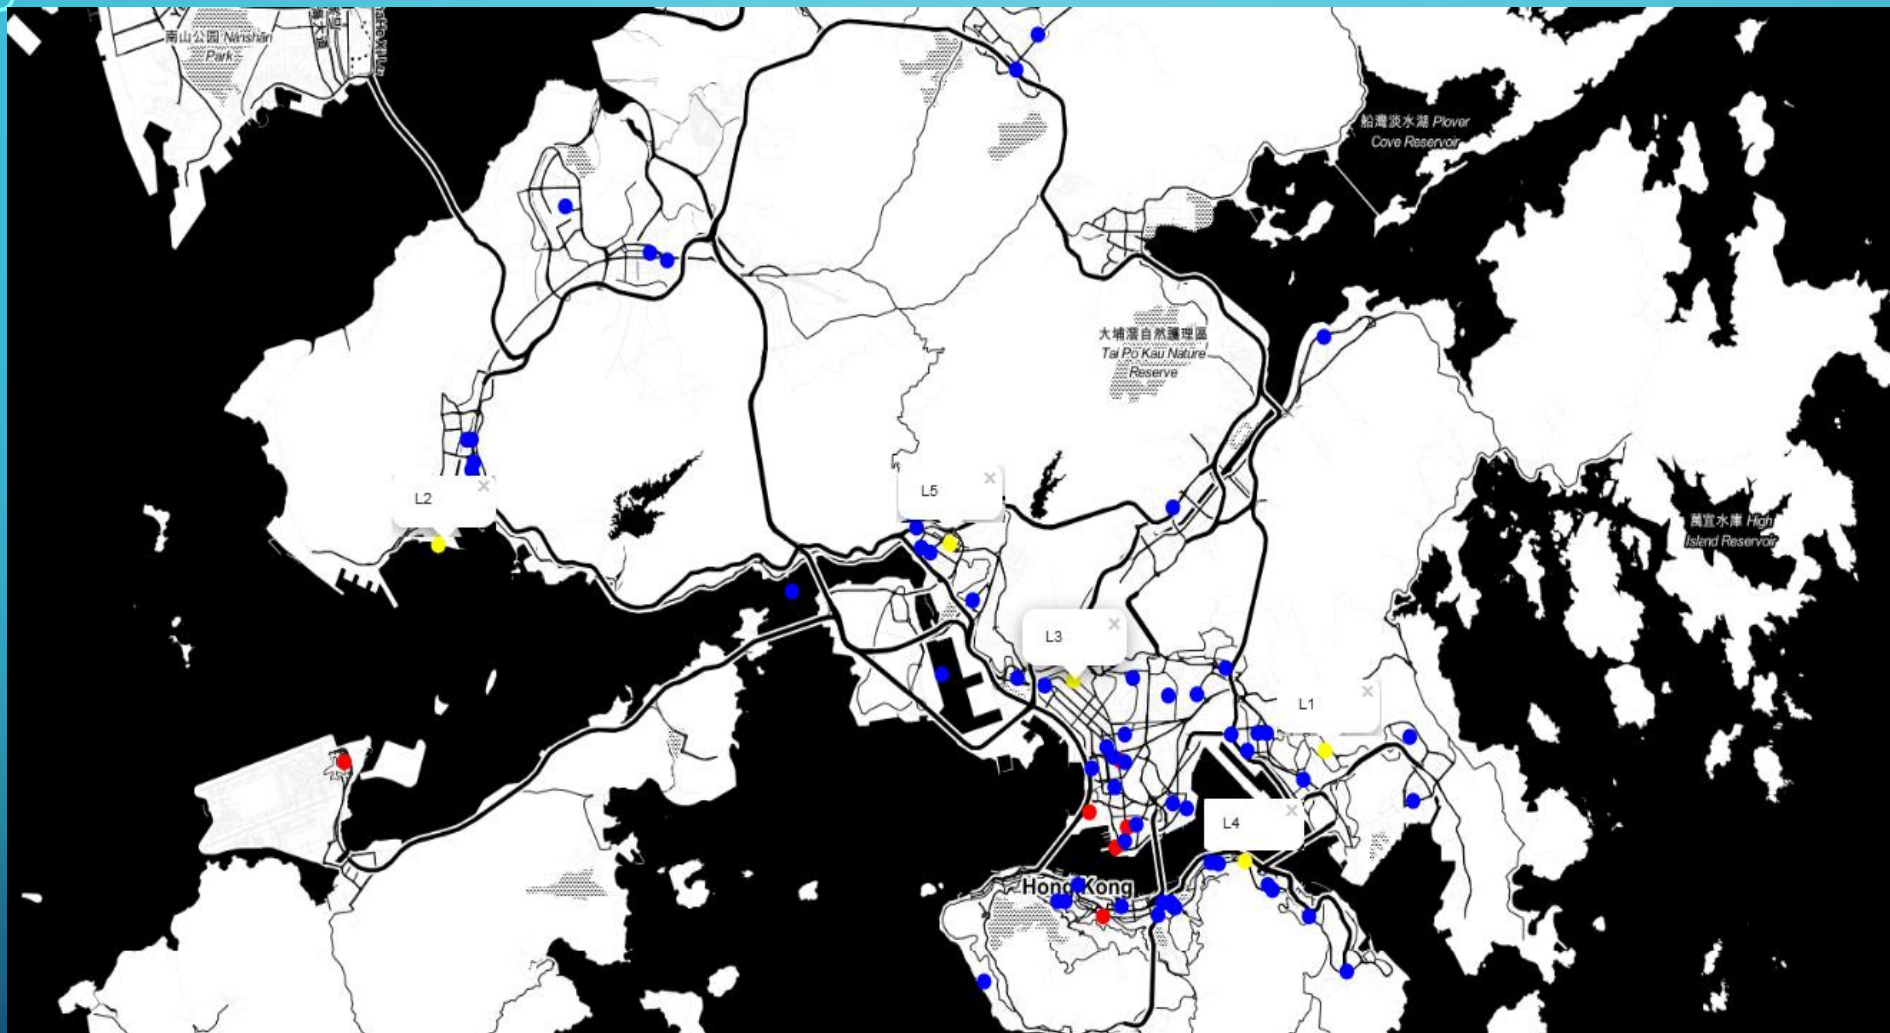 南山公园 Nánshān
Park
船灣淡水湖 Plover
Cove Reservoir
大埔滘自然護理區
Tai Po Kau Nature
Reserve
L5
×
L2
×
萬宜水庫 High
Island Reservoir
L3
×
L1
×
L4
×
Hong Kong